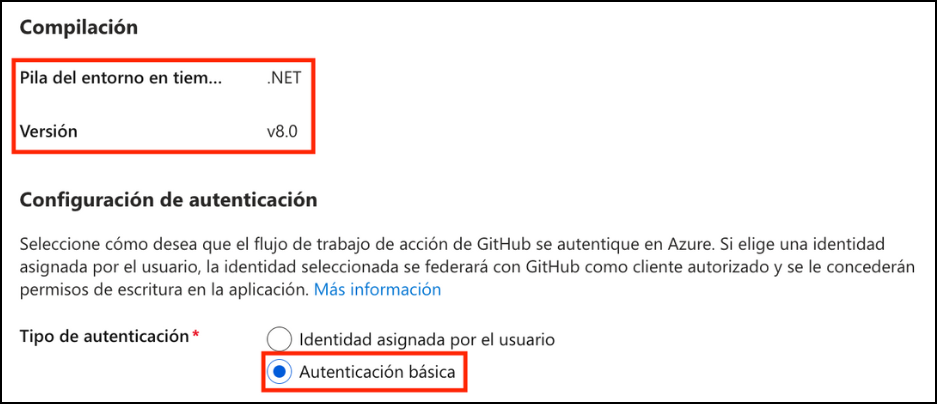 Compilación
Pila del entorno en tiem... .NET
Versión v8.0
Configuración de autenticación
Seleccione cómo desea que el flujo de trabajo de acción de GitHub se autentique en Azure. Si elige una identidad
asignada por el usuario, la identidad seleccionada se federará con GitHub como cliente autorizado y se le concederán
permisos de escritura en la aplicación. Más información
Tipo de autenticación *
Identidad asignada por el usuario
Autenticación básica